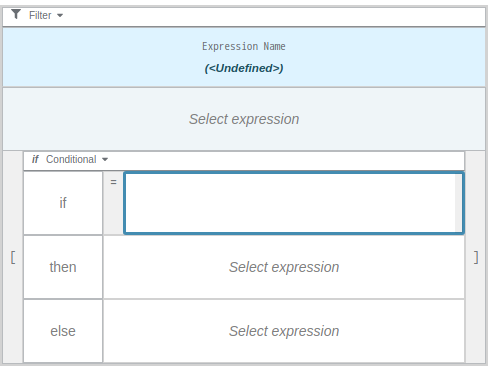 Filter
Expression Name
(<Undefined>)
Select expression
if Conditional
if =
[ then Select expression ]
else Select expression